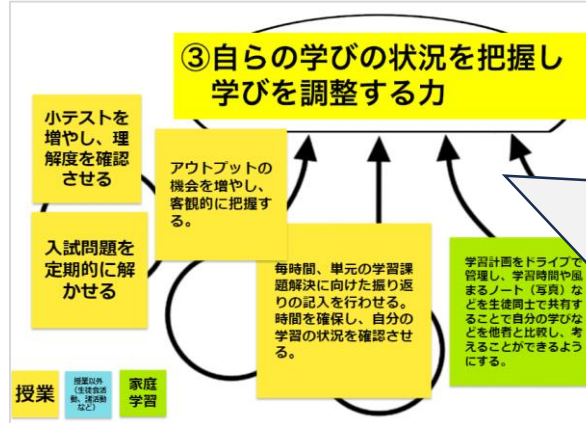 ③自らの学びの状況を把握し
学びを調整する力
小テストを
増やし、理
解度を確認
させる
アウトプットの
機会を増やし、
客観的に把握す
る。
入試問題を
定期的に解
かせる
毎時間、単元の学習課
題解決に向けた振り返
りの記入を行わせる。
時間を確保し、自分の
学習の状況を確認させ
る。
学習計画をドライブで
管理し、学習時間や風
まるノート（写真）な
どを生徒同士で共有す
ることで自分の学びな
どを他者と比較し、考
えることができるよう
にする。
授業
授業以外
（生徒会活
動、諸活動
など）
家庭
学習